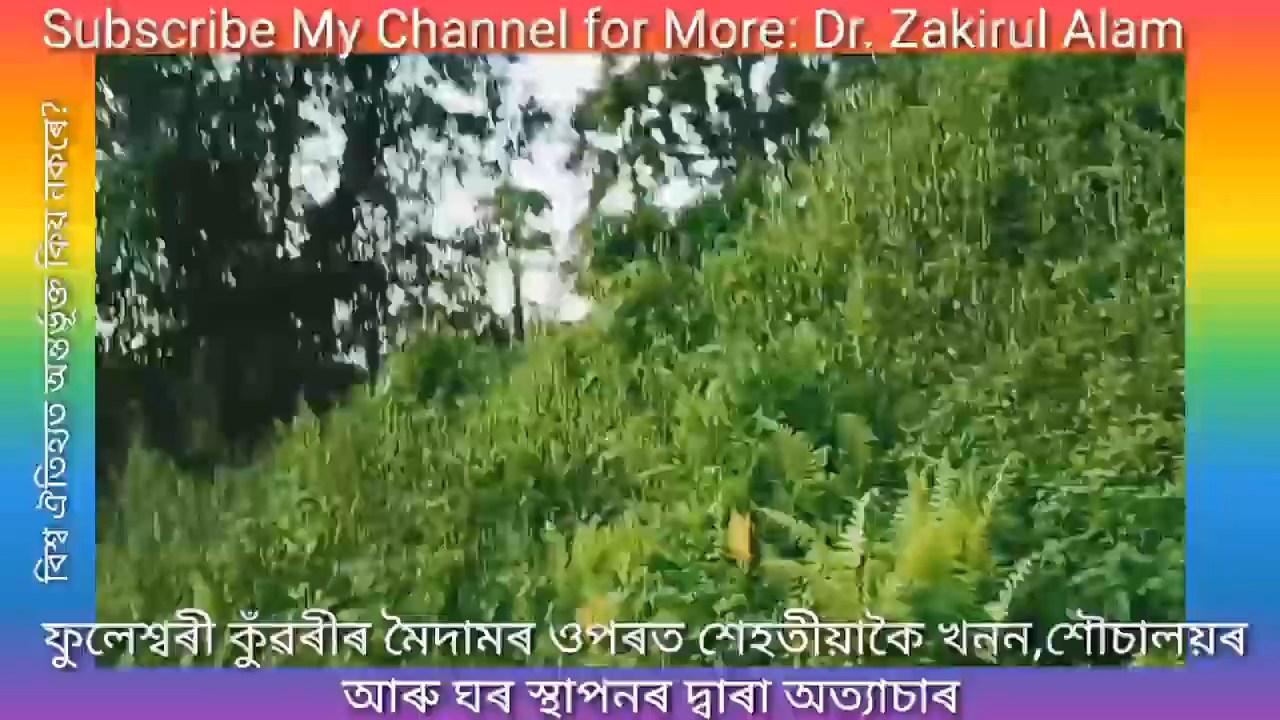 Subscribe My Channel for More: Dr. Zakirul Alam
বিশ্ব ঐতিহ্যত অন্তৰ্ভুক্ত কিয় নকৰে?
ফুলেশ্বৰী কুঁৱৰীৰ মৈদামৰ ওপৰত শেহতীয়াকৈ খনন,শৌচালয়ৰ
আৰু ঘৰ স্থাপনৰ দ্বাৰা অত্যাচাৰ